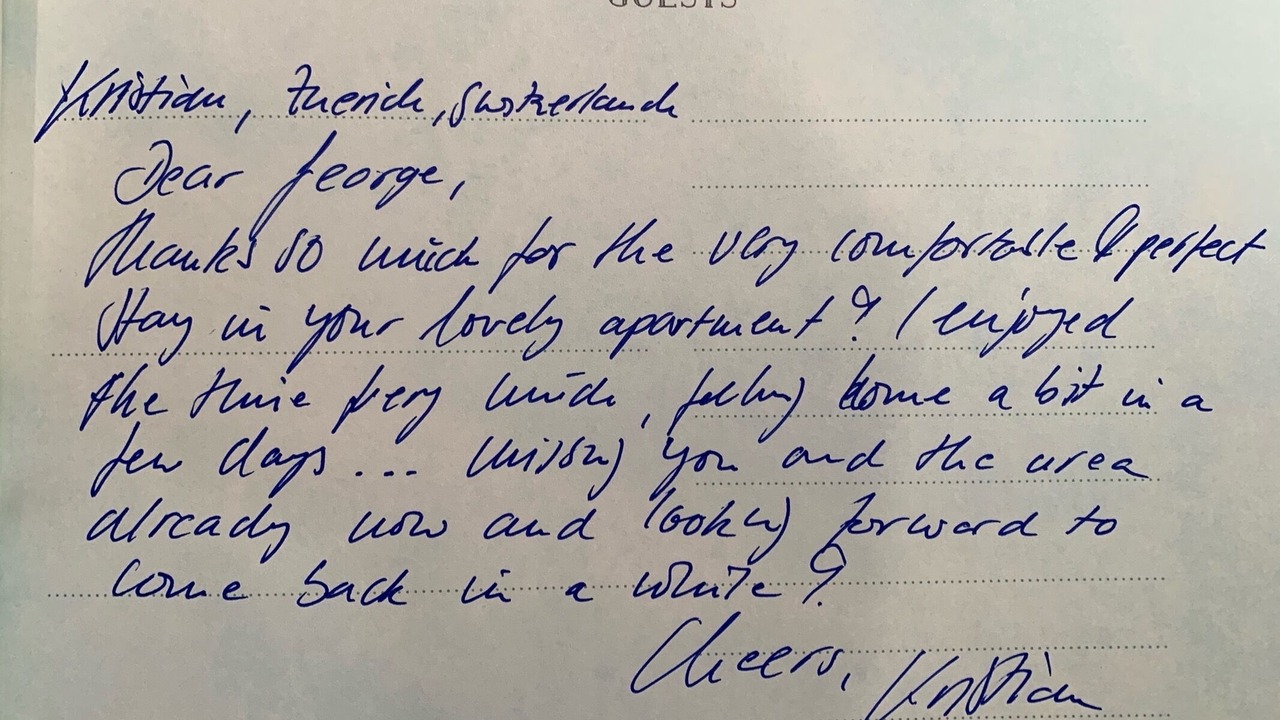 GUESTS
Kristian, Zuerich, Switzerland
Dear George,
Thanks so much for the very comfortable & perfect
stay in your lovely apartment! I enjoyed
the time very much, feeling home a bit in a
few days... missing you and the area
already now and looking forward to
come back in a while!
Cheers, Kristian